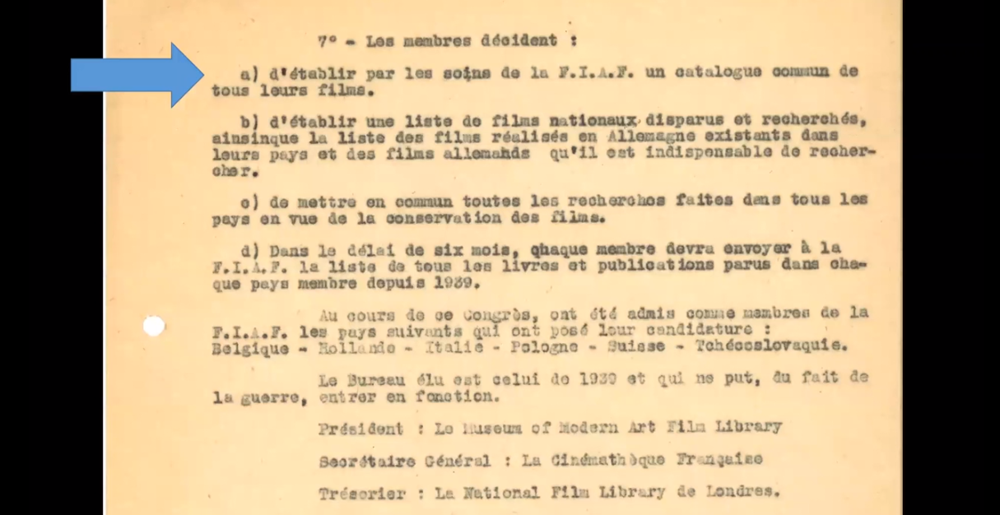 7° - Les membres décident :
a) d'établir par les soins de la F.I.A.F. un catalogue commun de
tous leurs films.
b) d'établir une liste de films nationaux disparus et recherchés,
ainsinque la liste des films réalisés en Allemagne existants dans
leurs pays et des films allemands qu'il est indispensable de recher-
cher.
c) de mettre en commun toutes les recherches faites dans tous les
pays en vue de la conservation des films.
d) Dans le délai de six mois, chaque membre devra envoyer à la
F.I.A.F. la liste de tous les livres et publications parus dans cha-
que pays membre depuis 1939.
Au cours de ce Congrès, ont été admis comme membres de la
F.I.A.F. les pays suivants qui ont posé leur candidature :
Belgique - Hollande - Italie - Pologne - Suisse - Tchécoslovaquie.
Le Bureau élu est celui de 1939 et qui ne put, du fait de
la guerre, entrer en fonction.
Président : Le Museum of Modern Art Film Library
Secrétaire Général : La Cinémathèque Française
Trésorier : La National Film Library de Londres.